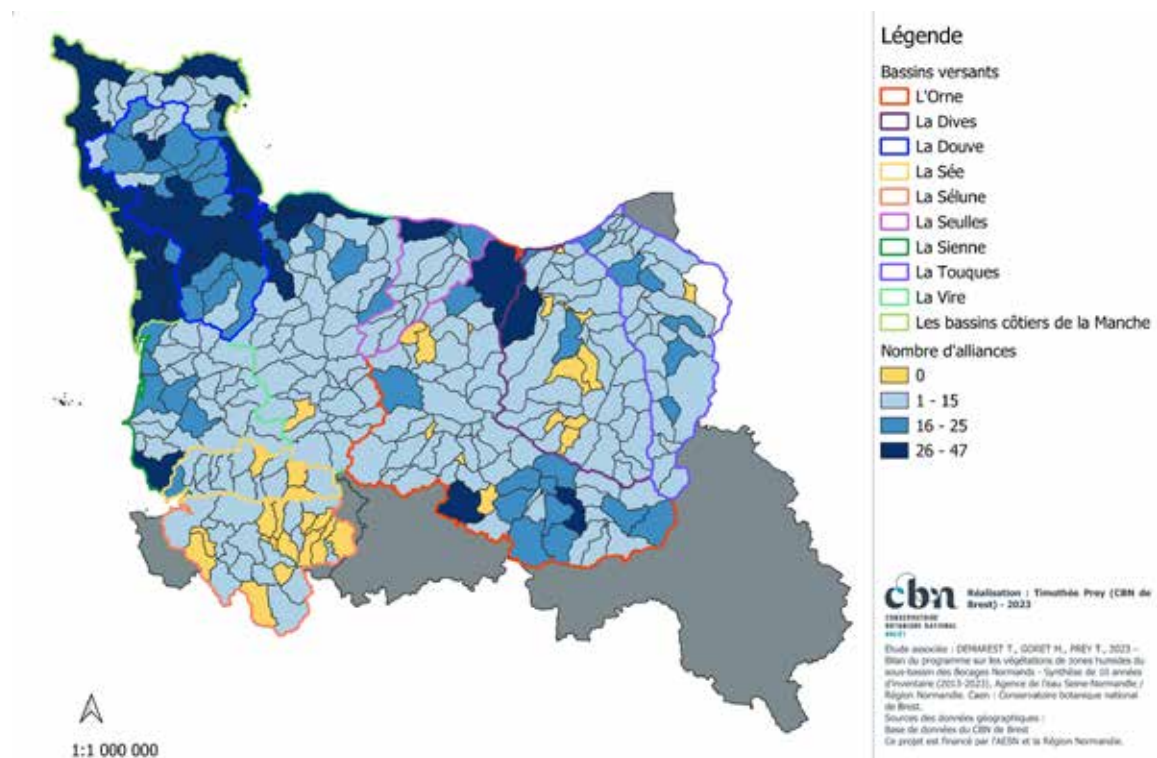 Légende
Bassins versants
L'Orne
La Dives
La Douve
La Sée
La Sélune
La Seulles
La Sienne
La Touques
La Vire
Les bassins côtiers de la Manche
Nombre d'alliances
0
1 - 15
16 - 25
26 - 47
cbn
CONSERVATOIRE
BOTANIQUE NATIONAL
BREST
Réalisation : Timothée Prey (CBN de
Brest) - 2023
Etude associée : DEMAREST T., GORET M., PREY T., 2023 -
Bilan du programme sur les végétations de zones humides du
sous-bassin des Bocages Normands - Synthèse de 10 années
d'inventaire (2013-2023), Agence de l'eau Seine-Normandie /
Région Normandie. Caen : Conservatoire botanique national
de Brest.
Sources des données géographiques :
Base de données du CBN de Brest
Ce projet est financé par l'AESN et la Région Normandie.
1:1 000 000